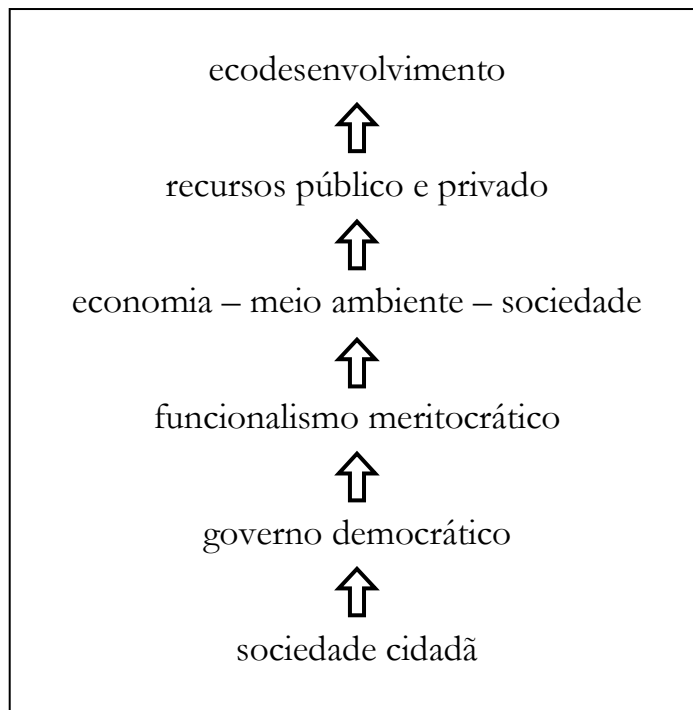 ecodesenvolvimento
recursos público e privado
economia – meio ambiente – sociedade
funcionalismo meritocrático
governo democrático
sociedade cidadã